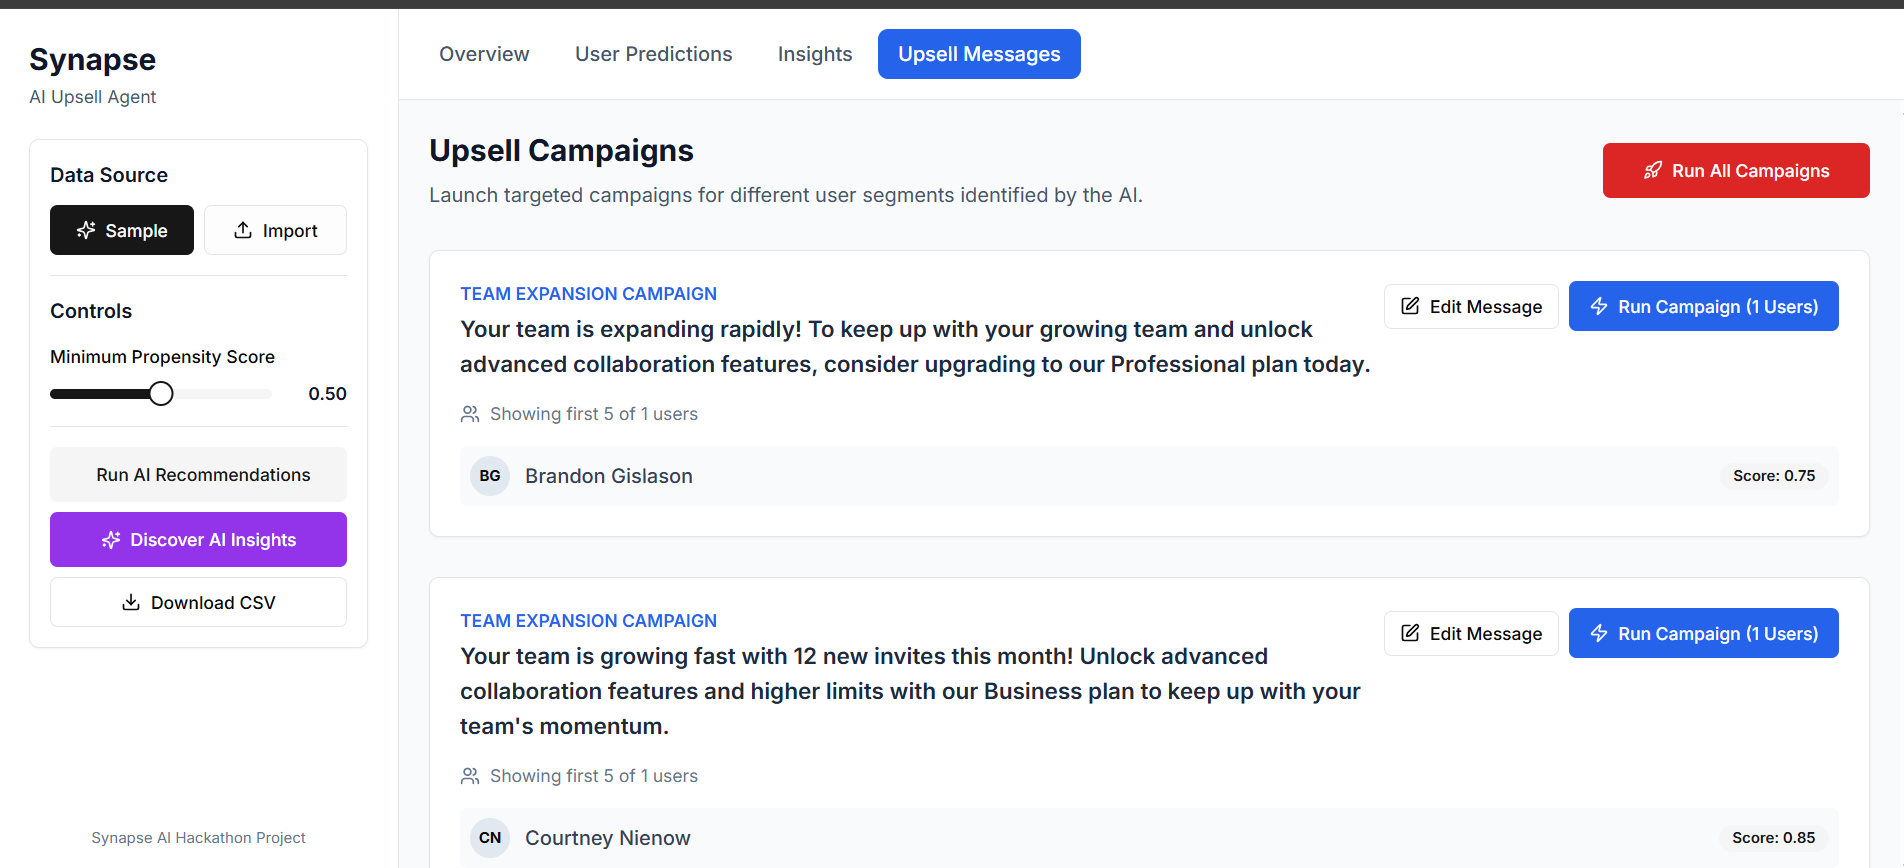 Synapse
AI Upsell Agent
Data Source
Sample
Import
Controls
Minimum Propensity Score
0.50
Run AI Recommendations
Discover AI Insights
Download CSV
Synapse AI Hackathon Project
Overview
User Predictions
Insights
Upsell Messages
Upsell Campaigns
Launch targeted campaigns for different user segments identified by the AI.
Run All Campaigns
TEAM EXPANSION CAMPAIGN
Your team is expanding rapidly! To keep up with your growing team and unlock
advanced collaboration features, consider upgrading to our Professional plan today.
Edit Message
Run Campaign (1 Users)
Showing first 5 of 1 users
BG
Brandon Gislason
Score: 0.75
TEAM EXPANSION CAMPAIGN
Your team is growing fast with 12 new invites this month! Unlock advanced
collaboration features and higher limits with our Business plan to keep up with your
team's momentum.
Edit Message
Run Campaign (1 Users)
Showing first 5 of 1 users
CN
Courtney Nienow
Score: 0.85